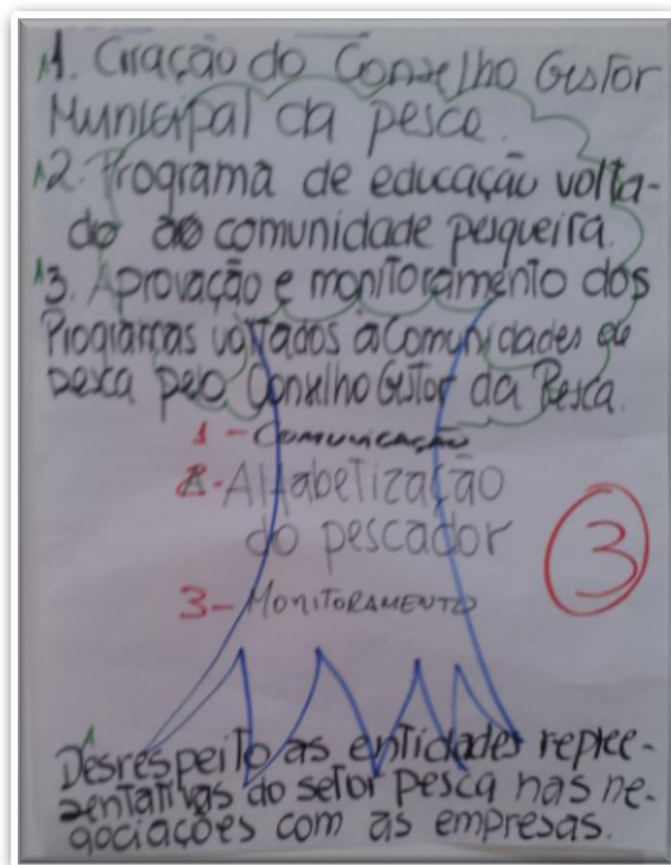 1. Criação do Conselho Gestor
Municipal da pesca.
2. Programa de educação volta-
do ao comunidade pesqueira.
3. Aprovação e monitoramento dos
Programas voltados a comunidades de
pesca pelo Conselho Gestor da Pesca.
1 - COMUNICAÇÃO
2 - Alfabetização
do pescador
3
3 - MONITORAMENTO
Desrespeito as entidades repree-
sentativas do setor pesca nas ne-
gociações com as empresas.